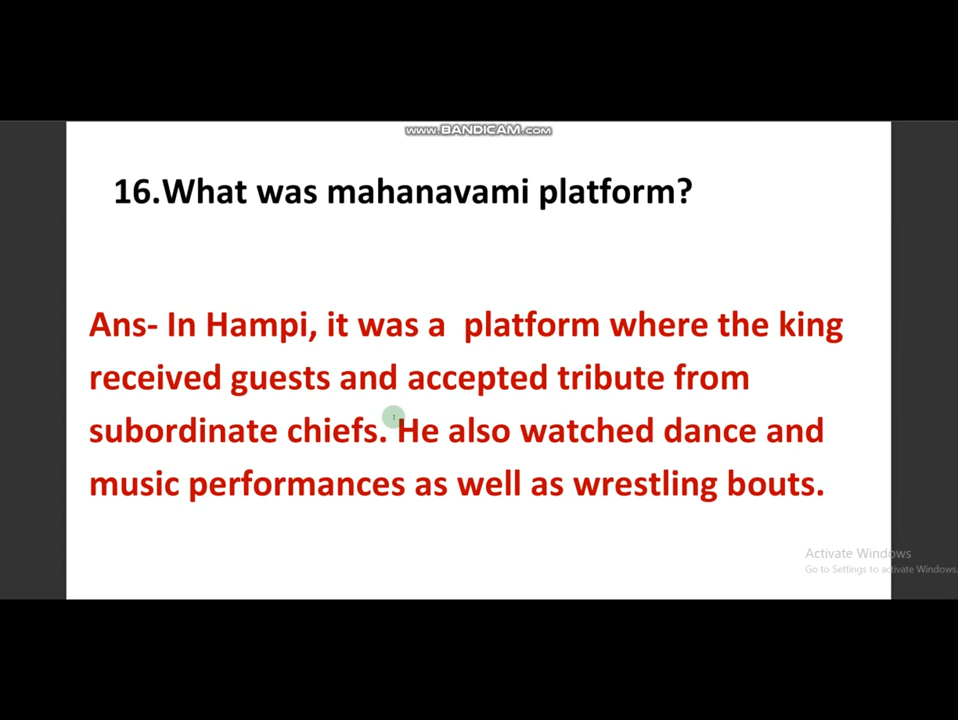 www.BANDICAM.com
16.What was mahanavami platform?
Ans- In Hampi, it was a platform where the king
received guests and accepted tribute from
subordinate chiefs. He also watched dance and
music performances as well as wrestling bouts.
Activate Windows
Go to Settings to activate Windows.